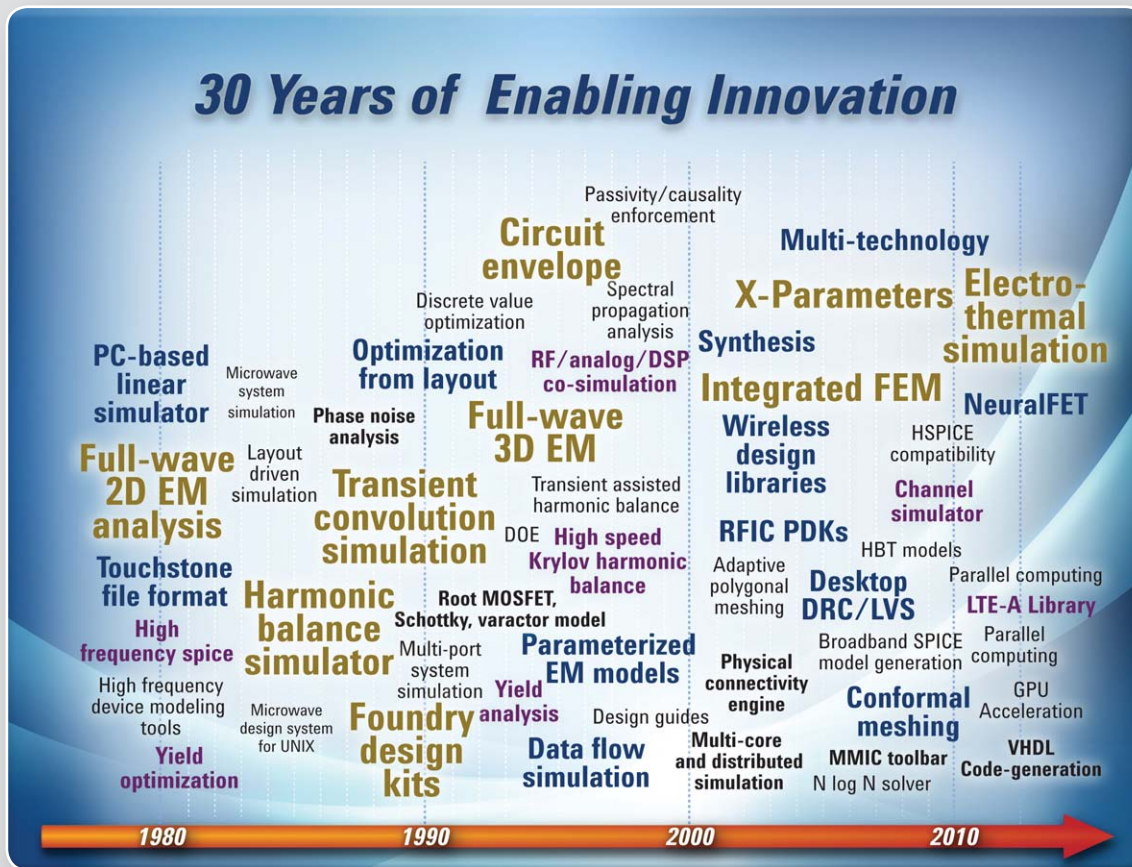 30 Years of Enabling Innovation
Passivity/causality
enforcement
Circuit
envelope
Multi-technology
Discrete value
optimization
Spectral
propagation
analysis
X-Parameters
Electro-
thermal
simulation
PC-based
linear
simulator
Microwave
system
simulation
Optimization
from layout
RF/analog/DSP
co-simulation
Synthesis
Integrated FEM
NeuralFET
Phase noise
analysis
Full-wave
3D EM
Wireless
design
libraries
HSPICE
compatibility
Full-wave
2D EM
analysis
Layout
driven
simulation
Transient
convolution
simulation
Transient assisted
harmonic balance
Channel
simulator
DOE
High speed
Krylov harmonic
balance
RFIC PDKs
HBT models
Touchstone
file format
Harmonic
balance
simulator
Root MOSFET,
Schottky, varactor model
Adaptive
polygonal
meshing
Desktop
DRC/LVS
Parallel computing
LTE-A Library
High
frequency spice
Multi-port
system
simulation
Parameterized
EM models
Physical
connectivity
engine
Broadband SPICE
model generation
Parallel
computing
High frequency
device modeling
tools
Microwave
design system
for UNIX
Foundry
design
kits
Yield
analysis
Design guides
Conformal
meshing
GPU
Acceleration
Yield
optimization
Data flow
simulation
Multi-core
and distributed
simulation
MMIC toolbar
N log N solver
VHDL
Code-generation
1980
1990
2000
2010